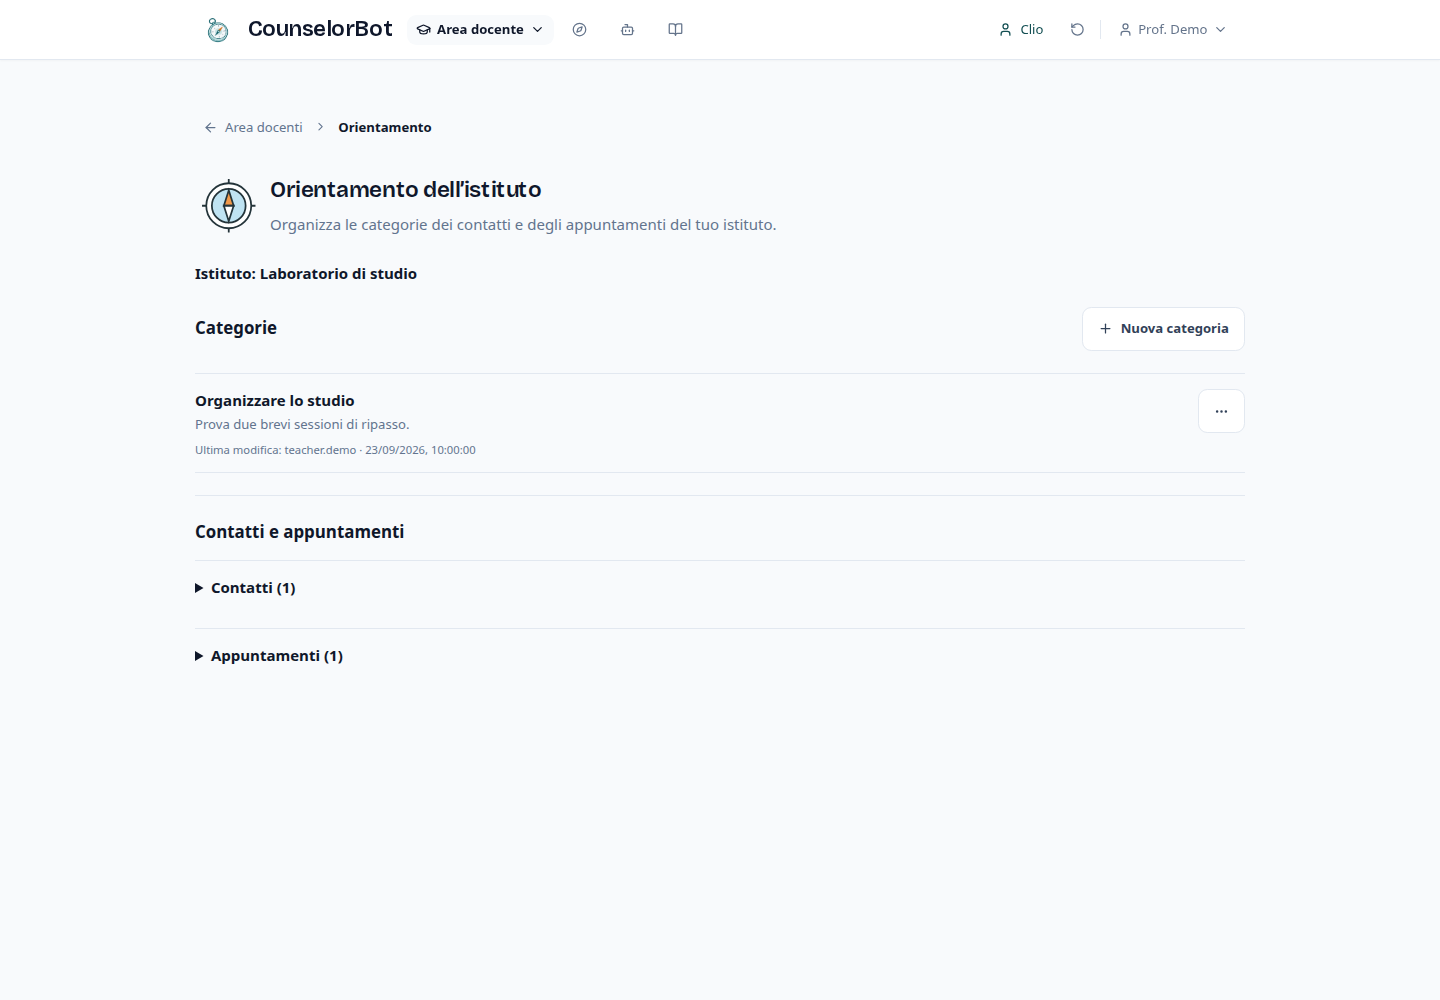 CounselorBot
Area docente
Clio
Prof. Demo
Area docenti
Orientamento
Orientamento dell'istituto
Organizza le categorie dei contatti e degli appuntamenti del tuo istituto.
Istituto: Laboratorio di studio
Categorie
Nuova categoria
Organizzare lo studio
Prova due brevi sessioni di ripasso.
Ultima modifica: teacher.demo · 23/09/2026, 10:00:00
Contatti e appuntamenti
Contatti (1)
Appuntamenti (1)